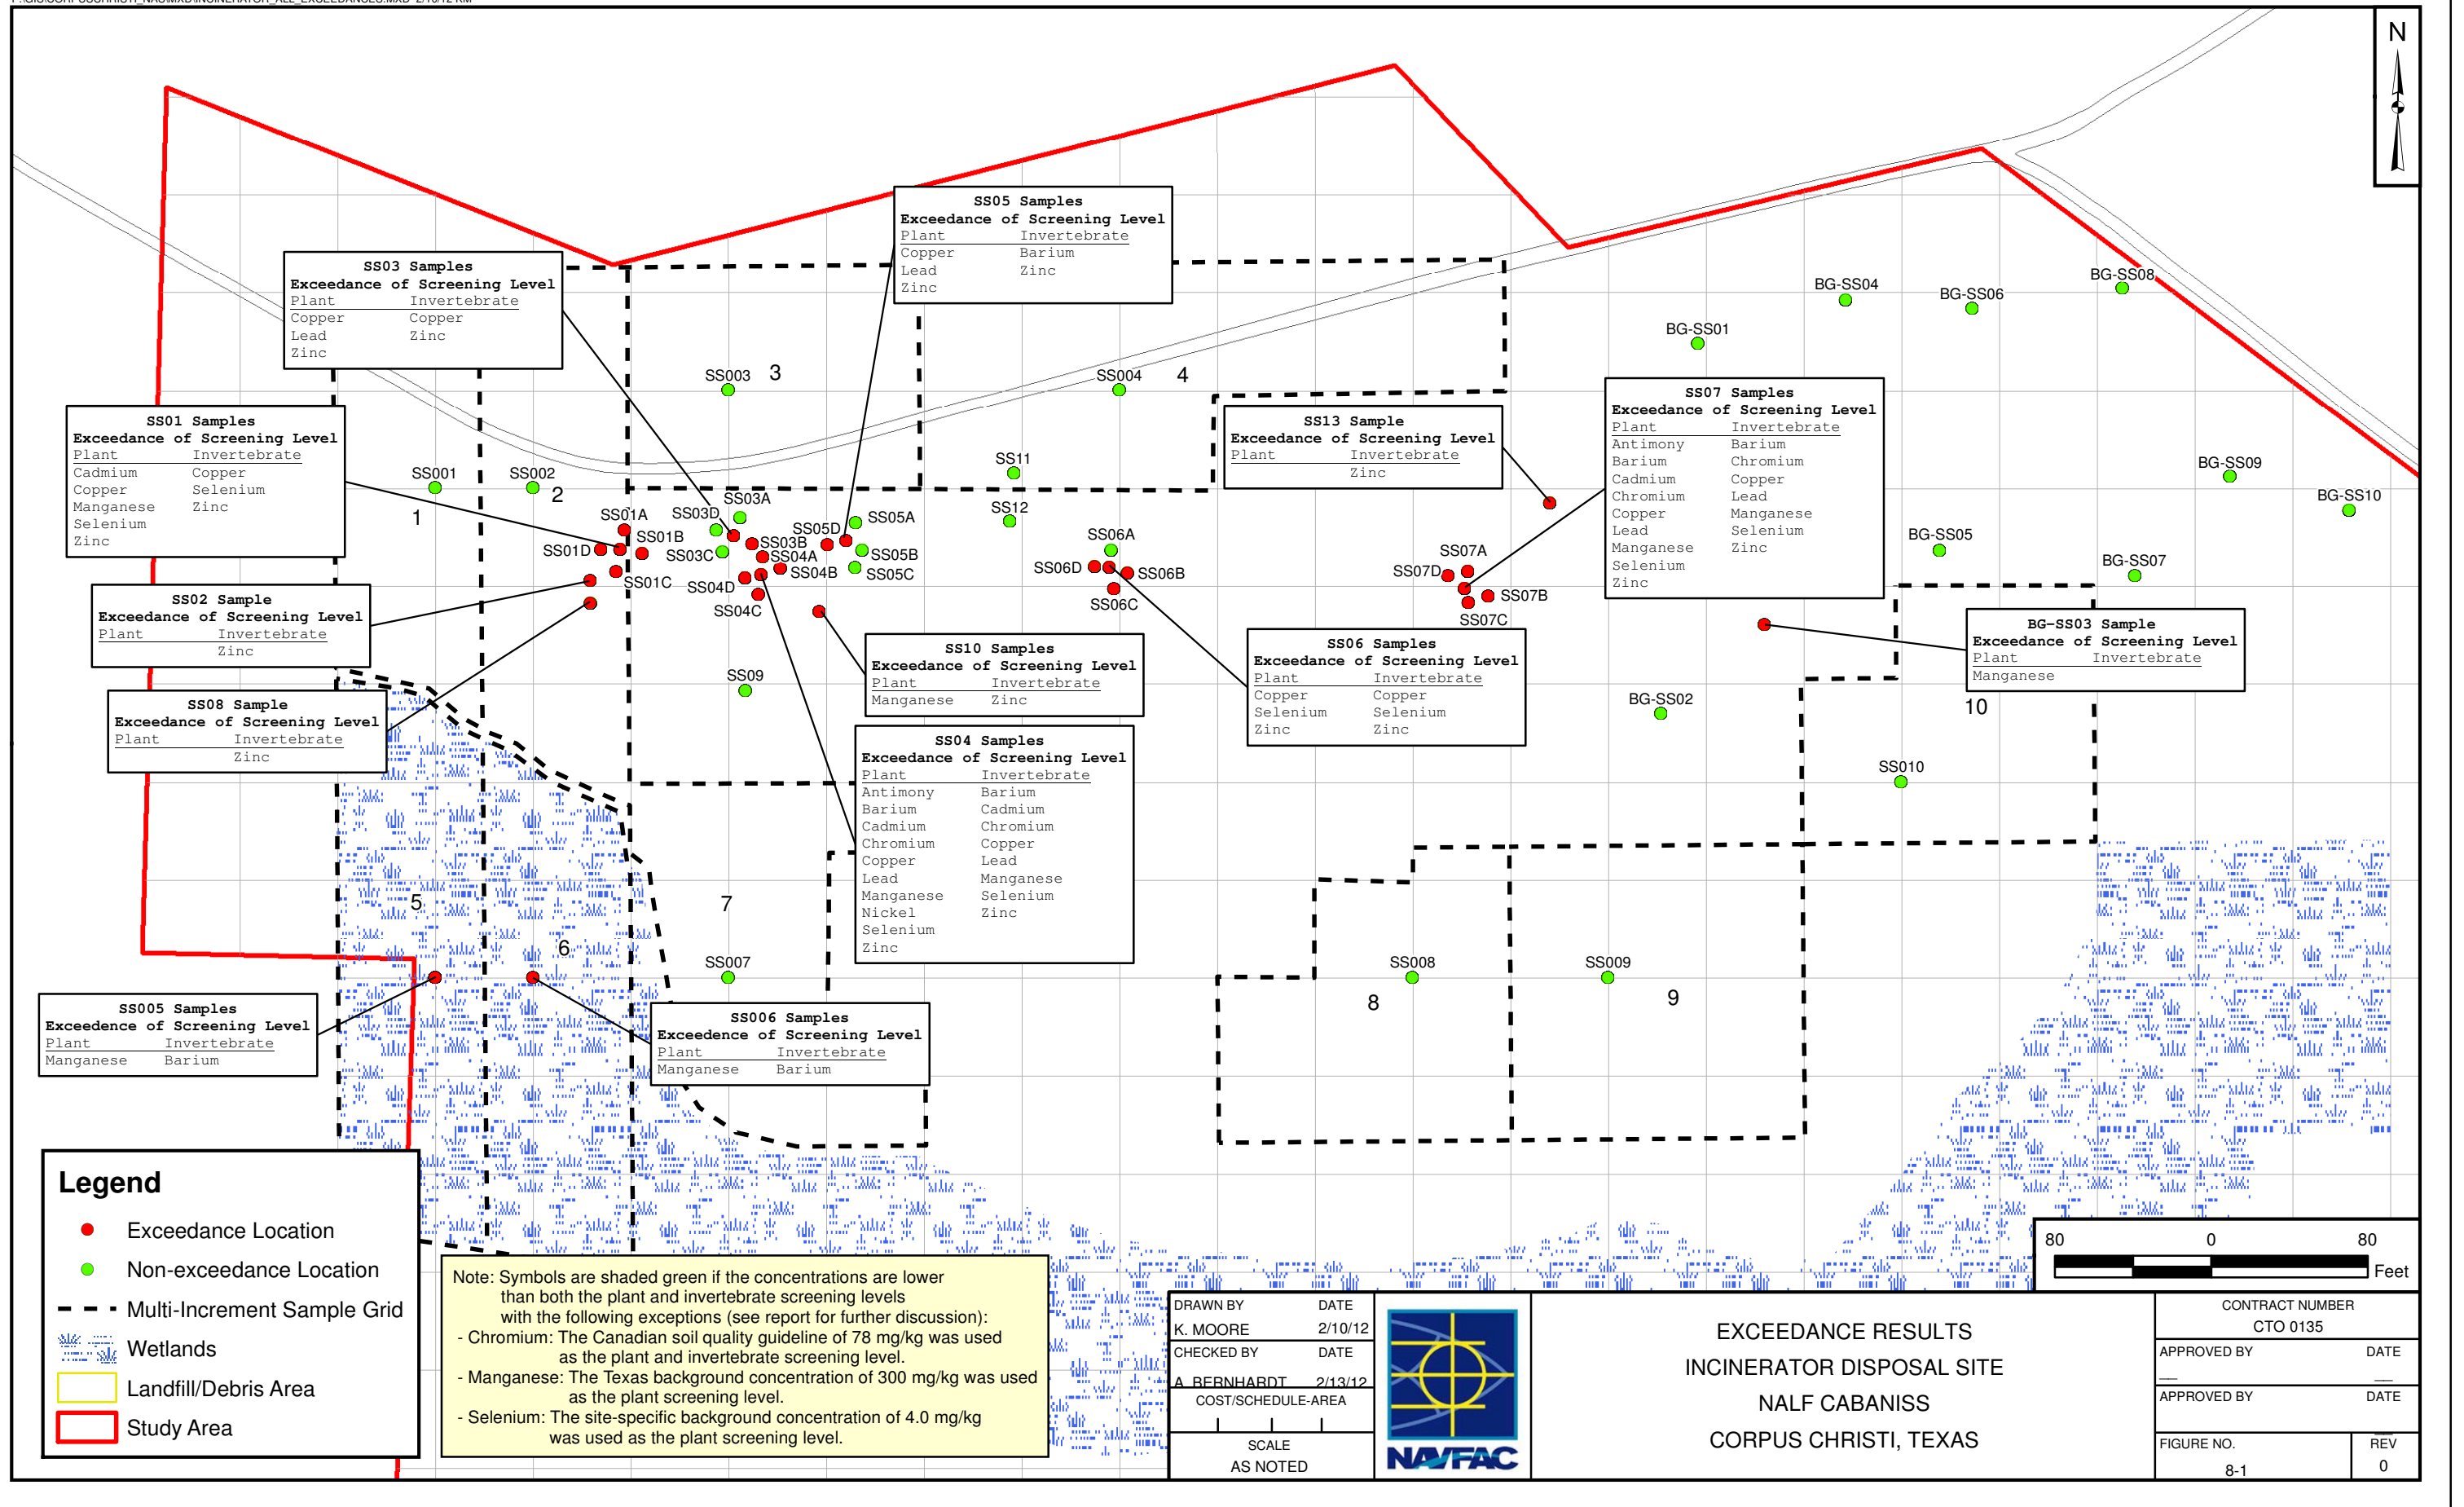 N
SS05 Samples
Exceedance of Screening Level
Plant Invertebrate
Copper Barium
Lead Zinc
Zinc
SS03 Samples
Exceedance of Screening Level
Plant Invertebrate
Copper Copper
Lead Zinc
Zinc
BG-SS08
BG-SS04
BG-SS06
BG-SS01
SS003
3
SS004
4
SS01 Samples
Exceedance of Screening Level
Plant Invertebrate
Cadmium Copper
Copper Selenium
Manganese Zinc
Selenium
Zinc
SS13 Sample
Exceedance of Screening Level
Plant Invertebrate
Zinc
SS07 Samples
Exceedance of Screening Level
Plant Invertebrate
Antimony Barium
Barium Chromium
Cadmium Copper
Chromium Lead
Copper Manganese
Lead Selenium
Manganese Zinc
Selenium
Zinc
SS001
SS002
1
2
SS11
SS12
BG-SS09
BG-SS10
BG-SS05
BG-SS07
SS01A
SS01B
SS01D
SS01C
SS03A
SS03D
SS03B
SS03C
SS05D
SS05A
SS05B
SS05C
SS04A
SS04B
SS04D
SS04C
SS06A
SS06D
SS06B
SS06C
SS07A
SS07D
SS07B
SS07C
SS02 Sample
Exceedance of Screening Level
Plant Invertebrate
Zinc
SS08 Sample
Exceedance of Screening Level
Plant Invertebrate
Zinc
SS09
SS10 Samples
Exceedance of Screening Level
Plant Invertebrate
Manganese Zinc
SS06 Samples
Exceedance of Screening Level
Plant Invertebrate
Copper Copper
Selenium Selenium
Zinc Zinc
BG-SS03 Sample
Exceedance of Screening Level
Plant Invertebrate
Manganese
BG-SS02
10
SS010
SS04 Samples
Exceedance of Screening Level
Plant Invertebrate
Antimony Barium
Barium Cadmium
Cadmium Chromium
Chromium Copper
Copper Lead
Lead Manganese
Manganese Selenium
Nickel Zinc
Selenium
Zinc
5
6
7
SS007
SS008
8
SS009
9
SS005 Samples
Exceedence of Screening Level
Plant Invertebrate
Manganese Barium
SS006 Samples
Exceedence of Screening Level
Plant Invertebrate
Manganese Barium
Legend
Exceedance Location
Non-exceedance Location
Multi-Increment Sample Grid
Wetlands
Landfill/Debris Area
Study Area
Note: Symbols are shaded green if the concentrations are lower
than both the plant and invertebrate screening levels
with the following exceptions (see report for further discussion):
- Chromium: The Canadian soil quality guideline of 78 mg/kg was used
as the plant and invertebrate screening level.
- Manganese: The Texas background concentration of 300 mg/kg was used
as the plant screening level.
- Selenium: The site-specific background concentration of 4.0 mg/kg
was used as the plant screening level.
80 0 80
Feet
DRAWN BY DATE
K. MOORE 2/10/12
CHECKED BY DATE
A. BERNHARDT 2/13/12
COST/SCHEDULE-AREA
SCALE
AS NOTED
NAVFAC
EXCEEDANCE RESULTS
INCINERATOR DISPOSAL SITE
NALF CABANISS
CORPUS CHRISTI, TEXAS
CONTRACT NUMBER
CTO 0135
APPROVED BY DATE
__ __
APPROVED BY DATE
FIGURE NO. REV
8-1 0